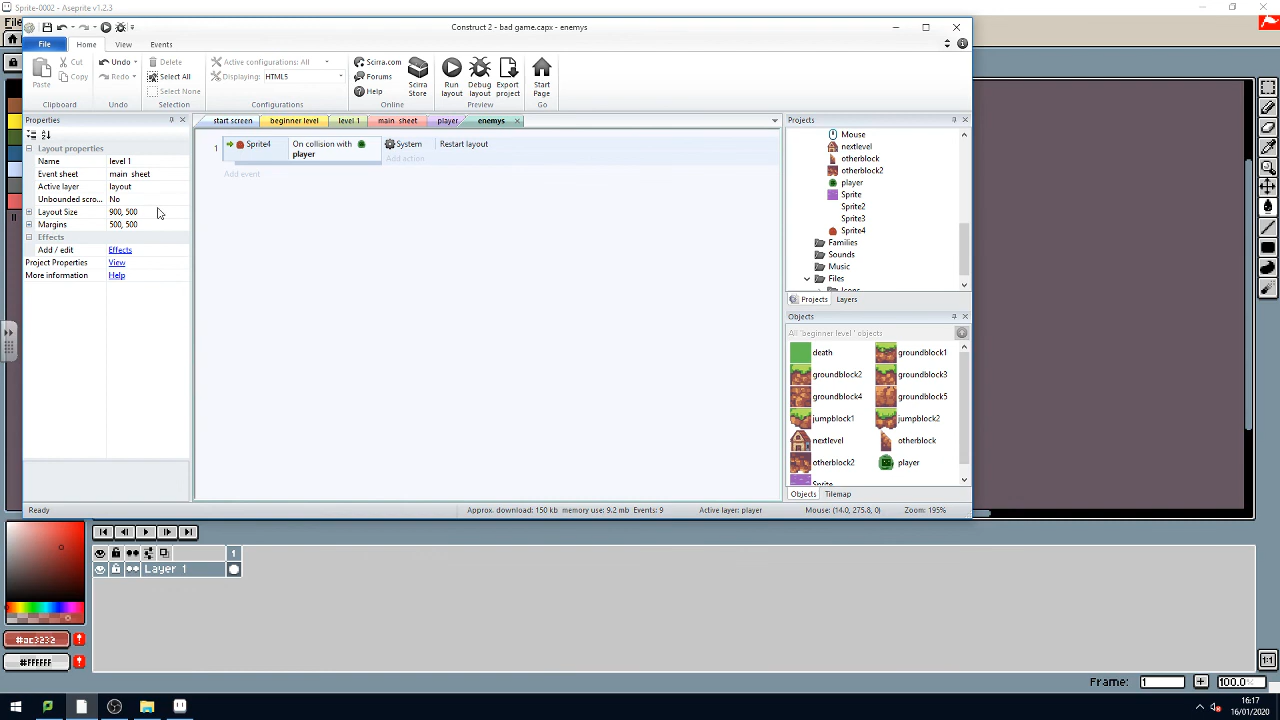 Sprite-0002 - Aseprite v1.2.3
Construct 2 - bad game.capx - enemys
File Home View Events
Paste
Cut
Copy
Clipboard
Undo
Redo
Undo
Delete
Select All
Select None
Selection
Active configurations: All
Displaying: HTML5
Configurations
Scirra.com
Forums
Help
Scirra Store
Online
Run layout
Debug layout
Export project
Preview
Start Page
Go
Properties
Layout properties
Name level 1
Event sheet main sheet
Active layer layout
Unbounded scro... No
Layout Size 900, 500
Margins 500, 500
Effects
Add / edit Effects
Project Properties View
More information Help
start screen beginner level level 1 main sheet player enemys
1 Sprite4 On collision with player System Restart layout
Add action
Add event
Projects
Mouse
nextlevel
otherblock
otherblock2
player
Sprite
Sprite2
Sprite3
Sprite4
Families
Sounds
Music
Files
Icons
Projects Layers
Objects
All 'beginner level ' objects
death groundblock1
groundblock2 groundblock3
groundblock4 groundblock5
jumpblock1 jumpblock2
nextlevel otherblock
otherblock2 player
Sprite
Objects Tilemap
Ready Approx. download: 150 kb memory use: 9.2 mb Events: 9 Active layer: player Mouse: (14.0, 275.8, 0) Zoom: 195%
1
Layer 1
#ac3232
#ffffff
1:1
Frame: 1 100.0%
16:17
16/01/2020